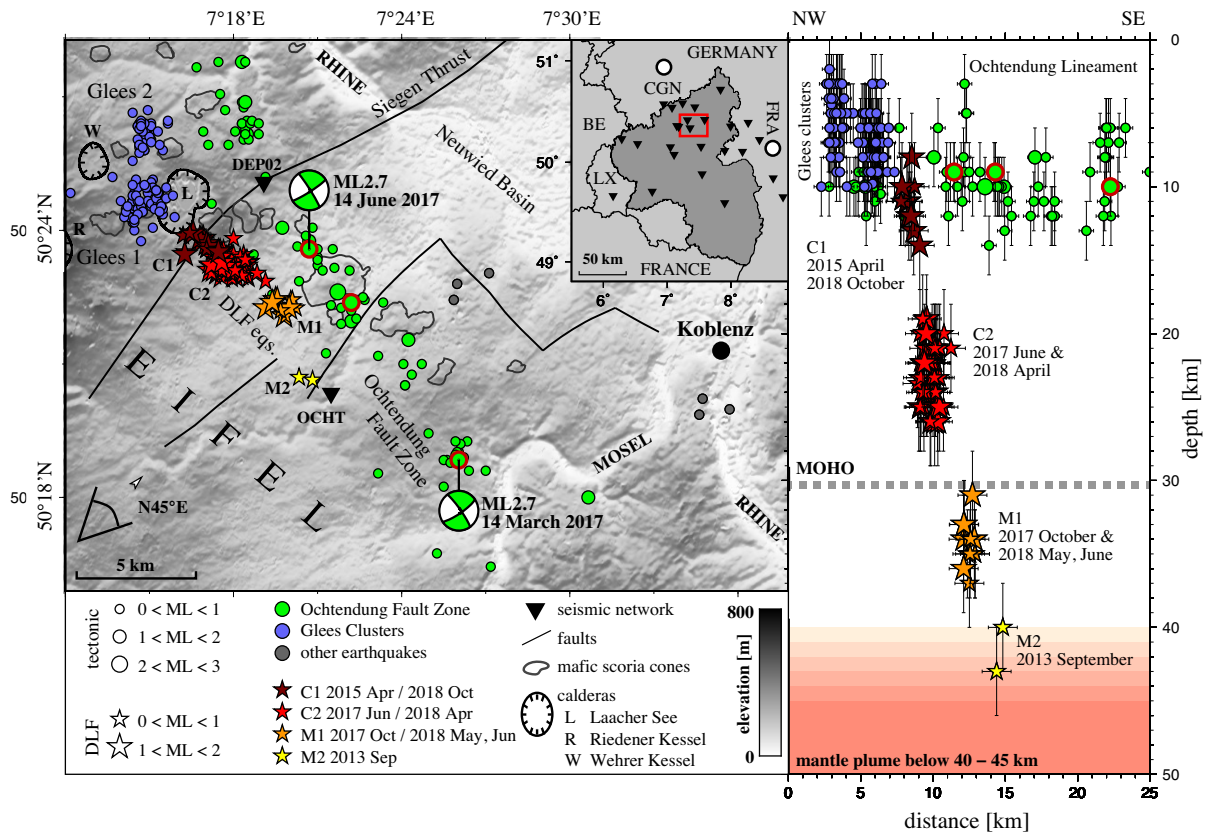 7°18'E
7°24'E
7°30'E
NW
SE
50°24'N
50
50°18'N
50
Glees 2
W
L
R
Glees 1
DEP02
RHINE
Siegen Thrust
Neuwied Basin
ML2.7
14 June 2017
C1
C2
DLF eqs.
M1
M2
OCHT
EIFEL
Koblenz
Ochtendung
Fault Zone
MOSEL
RHINE
ML2.7
14 March 2017
N45°E
5 km
51°
50°
49°
6°
7°
8°
GERMANY
CGN
BE
LX
FRA
FRANCE
50 km
tectonic
0 < ML < 1
1 < ML < 2
2 < ML < 3
DLF
0 < ML < 1
1 < ML < 2
Ochtendung Fault Zone
Glees Clusters
other earthquakes
C1 2015 Apr / 2018 Oct
C2 2017 Jun / 2018 Apr
M1 2017 Oct / 2018 May, Jun
M2 2013 Sep
seismic network
faults
mafic scoria cones
calderas
L Laacher See
R Riedener Kessel
W Wehrer Kessel
800
elevation [m]
0
Glees clusters
Ochtendung Lineament
C1
2015 April
2018 October
C2
2017 June &
2018 April
MOHO
M1
2017 October &
2018 May, June
M2
2013 September
mantle plume below 40 – 45 km
0
10
20
30
40
50
depth [km]
0
5
10
15
20
25
distance [km]